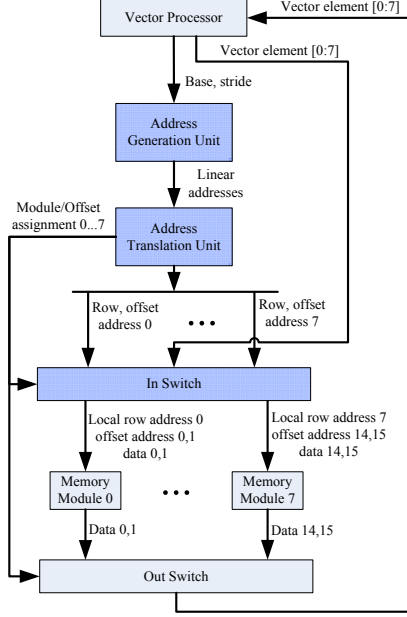 Vector Processor
Vector element [0:7]
Vector element [0:7]
Base, stride
Address
Generation Unit
Linear
addresses
Module/Offset
assignment 0...7
Address
Translation Unit
Row, offset
address 0
• • •
Row, offset
address 7
In Switch
Local row address 0
offset address 0,1
data 0,1
Local row address 7
offset address 14,15
data 14,15
Memory
Module 0
• • •
Memory
Module 7
Data 0,1
Data 14,15
Out Switch